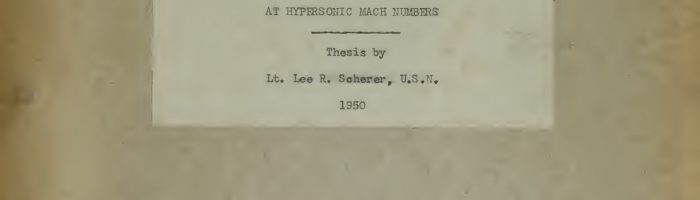 AT HYPERSONIC MACH NUMBERS
Thesis by
Lt. Lee R. Scherer, U.S.N.
1950